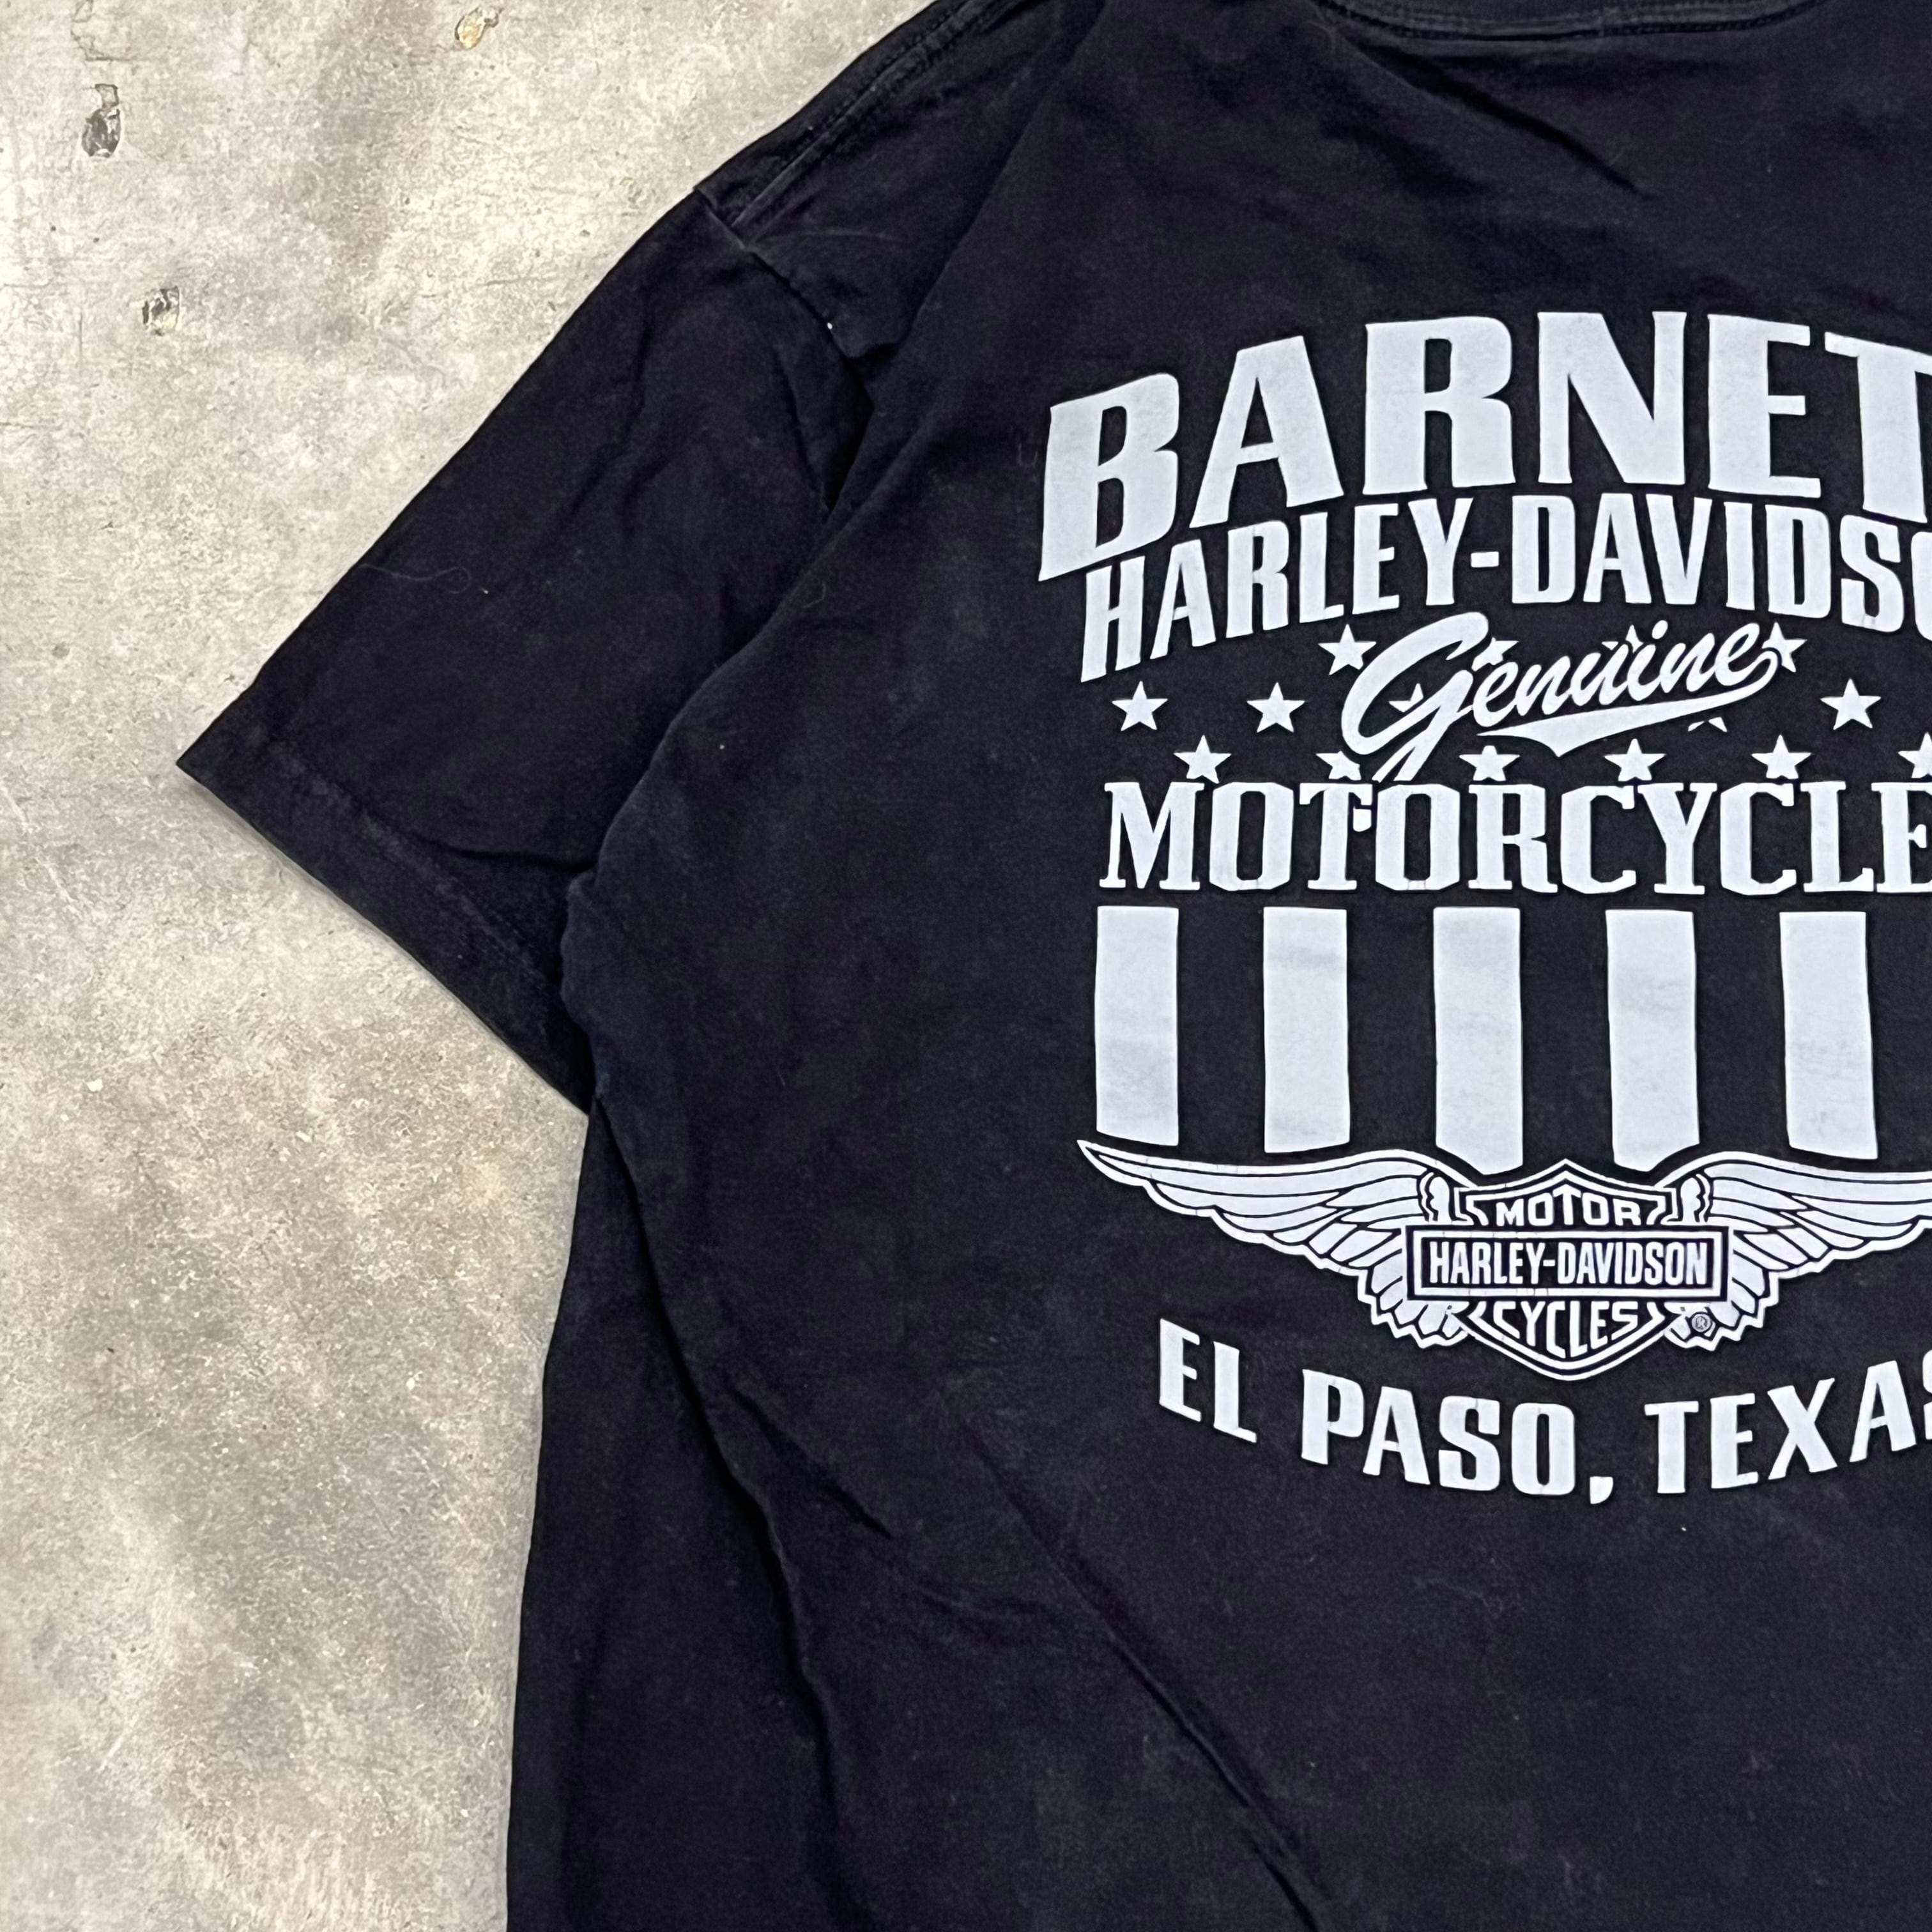 BARNET
HARLEY-DAVIDSO
Genuine
MOTORCYCLE
MOTOR
HARLEY-DAVIDSON
CYCLES ®
EL PASO, TEXAS